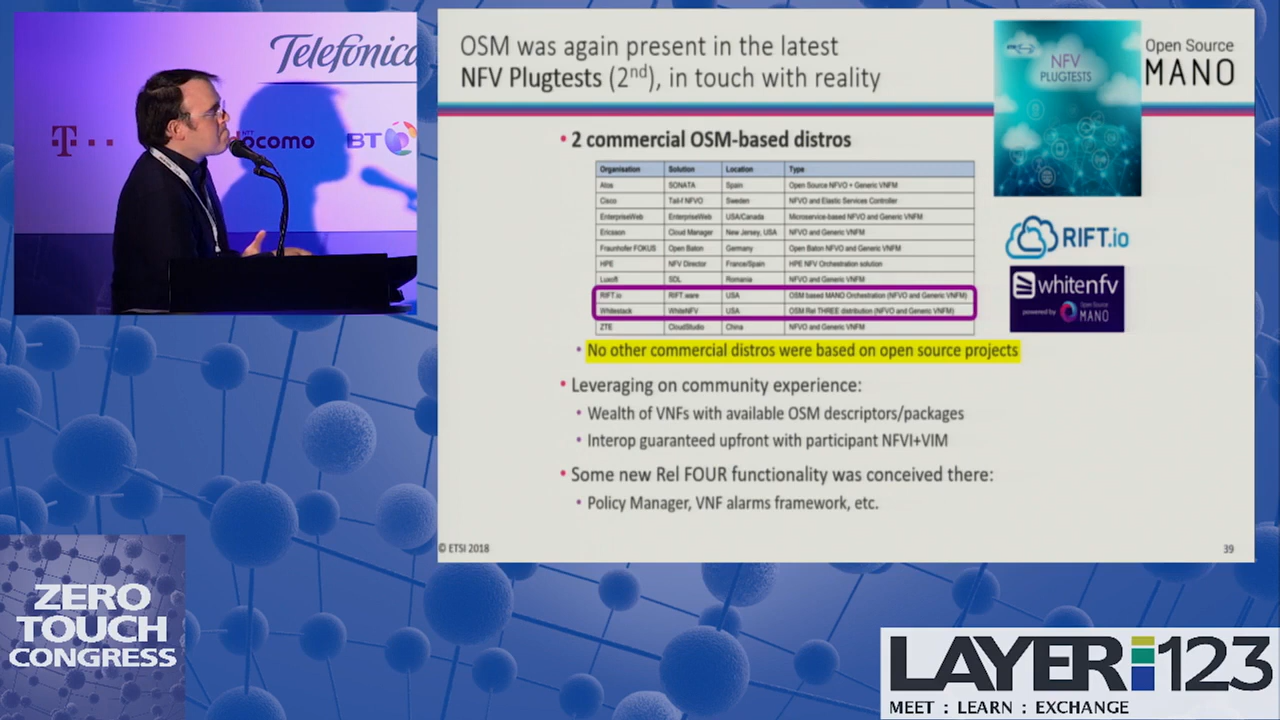 Telefónica
T
NTT
ocomo
BT
OSM was again present in the latest
NFV Plugtests (2nd), in touch with reality
NFV
PLUGTESTS
Open Source
MANO
• 2 commercial OSM-based distros
Organisation Solution Location Type
Atos SONATA Spain Open Source NFVO + Generic VNFM
Cisco Tail-f NFVO Sweden NFVO and Elastic Services Controller
EnterpriseWeb EnterpriseWeb USA/Canada Microservice-based NFVO and Generic VNFM
Ericsson Cloud Manager New Jersey, USA NFVO and Generic VNFM
Fraunhofer FOKUS Open Baton Germany Open Baton NFVO and Generic VNFM
HPE NFV Director France/Spain HPE NFV Orchestration solution
Luxoft SDL Romania NFVO and Generic VNFM
RIFT.io RIFT.ware USA OSM based MANO Orchestration (NFVO and Generic VNFM)
Whitestack WhiteNFV USA OSM Rel THREE distribution (NFVO and Generic VNFM)
ZTE CloudStudio China NFVO and Generic VNFM
RIFT.io
whitenfv
powered by Open Source
MANO
• No other commercial distros were based on open source projects
• Leveraging on community experience:
• Wealth of VNFs with available OSM descriptors/packages
• Interop guaranteed upfront with participant NFVI+VIM
• Some new Rel FOUR functionality was conceived there:
• Policy Manager, VNF alarms framework, etc.
© ETSI 2018
39
ZERO
TOUCH
CONGRESS
LAYER123
MEET : LEARN : EXCHANGE